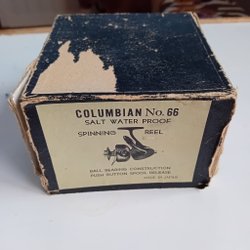 COLUMBIAN No. 66
SALT WATER PROOF
SPINNING REEL
BALL BEARING CONSTRUCTION
PUSH BUTTON SPOOL RELEASE
MADE IN JAPAN